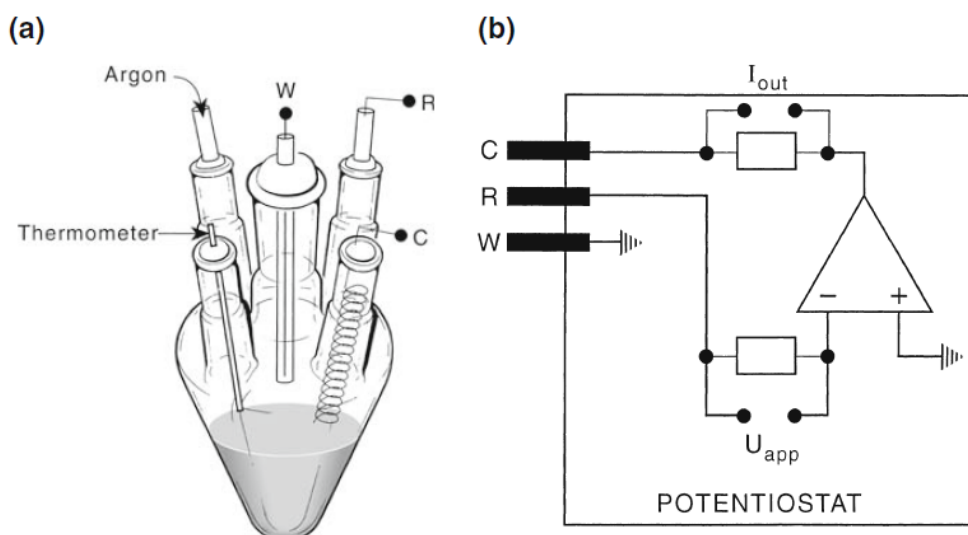 (a)
Argon
W
R
Thermometer
C
(b)
I out
C
R
W
− +
U app
POTENTIOSTAT